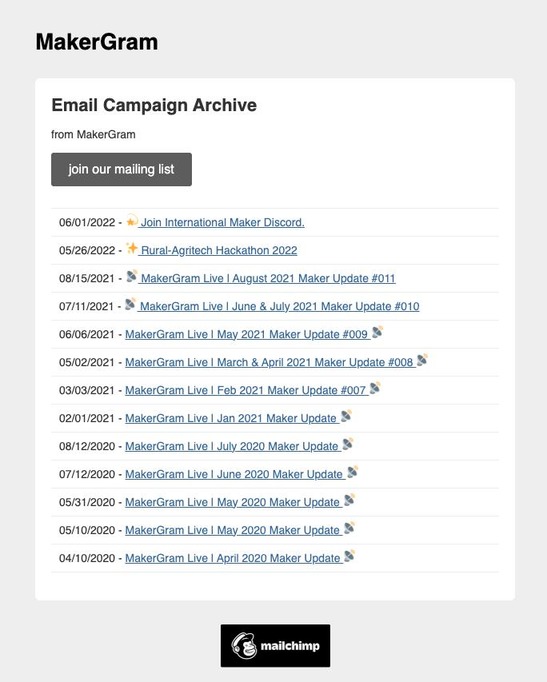 MakerGram
Email Campaign Archive
from MakerGram
join our mailing list
06/01/2022 - 💫 Join International Maker Discord.
05/26/2022 - ✨ Rural-Agritech Hackathon 2022
08/15/2021 - 📡 MakerGram Live | August 2021 Maker Update #011
07/11/2021 - 📡 MakerGram Live | June & July 2021 Maker Update #010
06/06/2021 - MakerGram Live | May 2021 Maker Update #009 📡
05/02/2021 - MakerGram Live | March & April 2021 Maker Update #008 📡
03/03/2021 - MakerGram Live | Feb 2021 Maker Update #007 📡
02/01/2021 - MakerGram Live | Jan 2021 Maker Update 📡
08/12/2020 - MakerGram Live | July 2020 Maker Update 📡
07/12/2020 - MakerGram Live | June 2020 Maker Update 📡
05/31/2020 - MakerGram Live | May 2020 Maker Update 📡
05/10/2020 - MakerGram Live | May 2020 Maker Update 📡
04/10/2020 - MakerGram Live | April 2020 Maker Update 📡
mailchimp